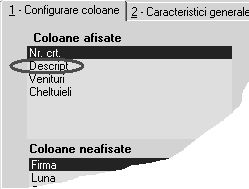 1 - Configurare coloane 2 - Caracteristici generale
Coloane afisate
Nr. crt.
Descript
Venituri
Cheltuieli
Coloane neafisate
Firma
Luna